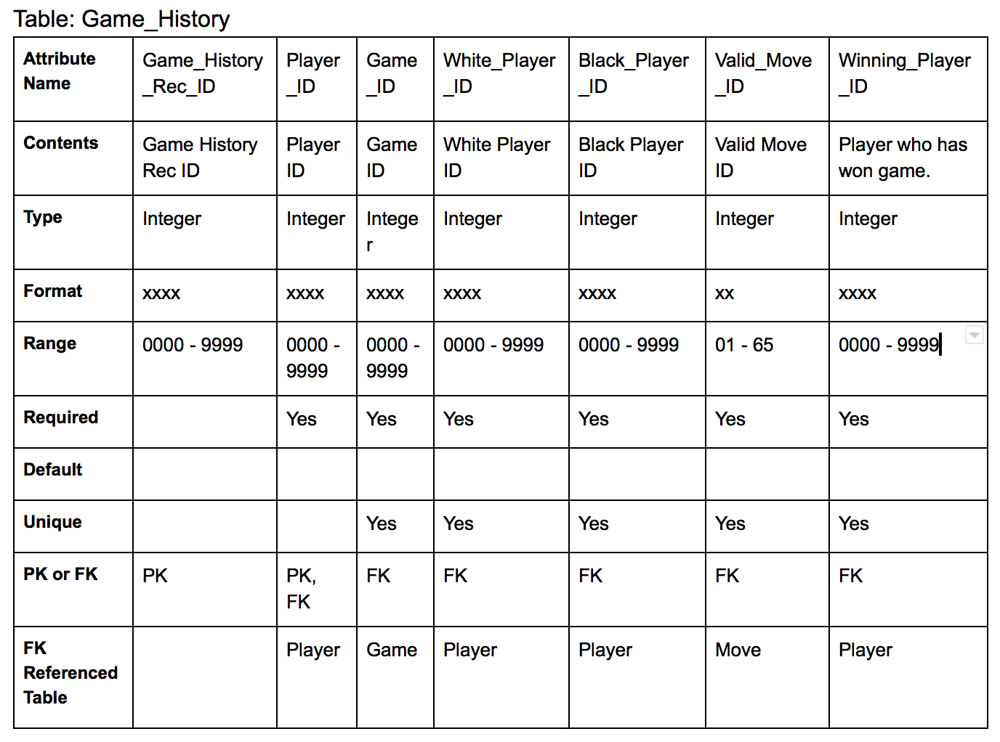 Table: Game_History
Attribute Name | Game_History_Rec_ID | Player_ID | Game_ID | White_Player_ID | Black_Player_ID | Valid_Move_ID | Winning_Player_ID
Contents | Game History Rec ID | Player ID | Game ID | White Player ID | Black Player ID | Valid Move ID | Player who has won game.
Type | Integer | Integer | Integer | Integer | Integer | Integer | Integer
Format | xxxx | xxxx | xxxx | xxxx | xxxx | xx | xxxx
Range | 0000 - 9999 | 0000 - 9999 | 0000 - 9999 | 0000 - 9999 | 0000 - 9999 | 01 - 65 | 0000 - 9999
Required | | Yes | Yes | Yes | Yes | Yes | Yes
Default | | | | | | |
Unique | | | Yes | Yes | Yes | Yes | Yes
PK or FK | PK | PK, FK | FK | FK | FK | FK | FK
FK Referenced Table | | Player | Game | Player | Player | Move | Player